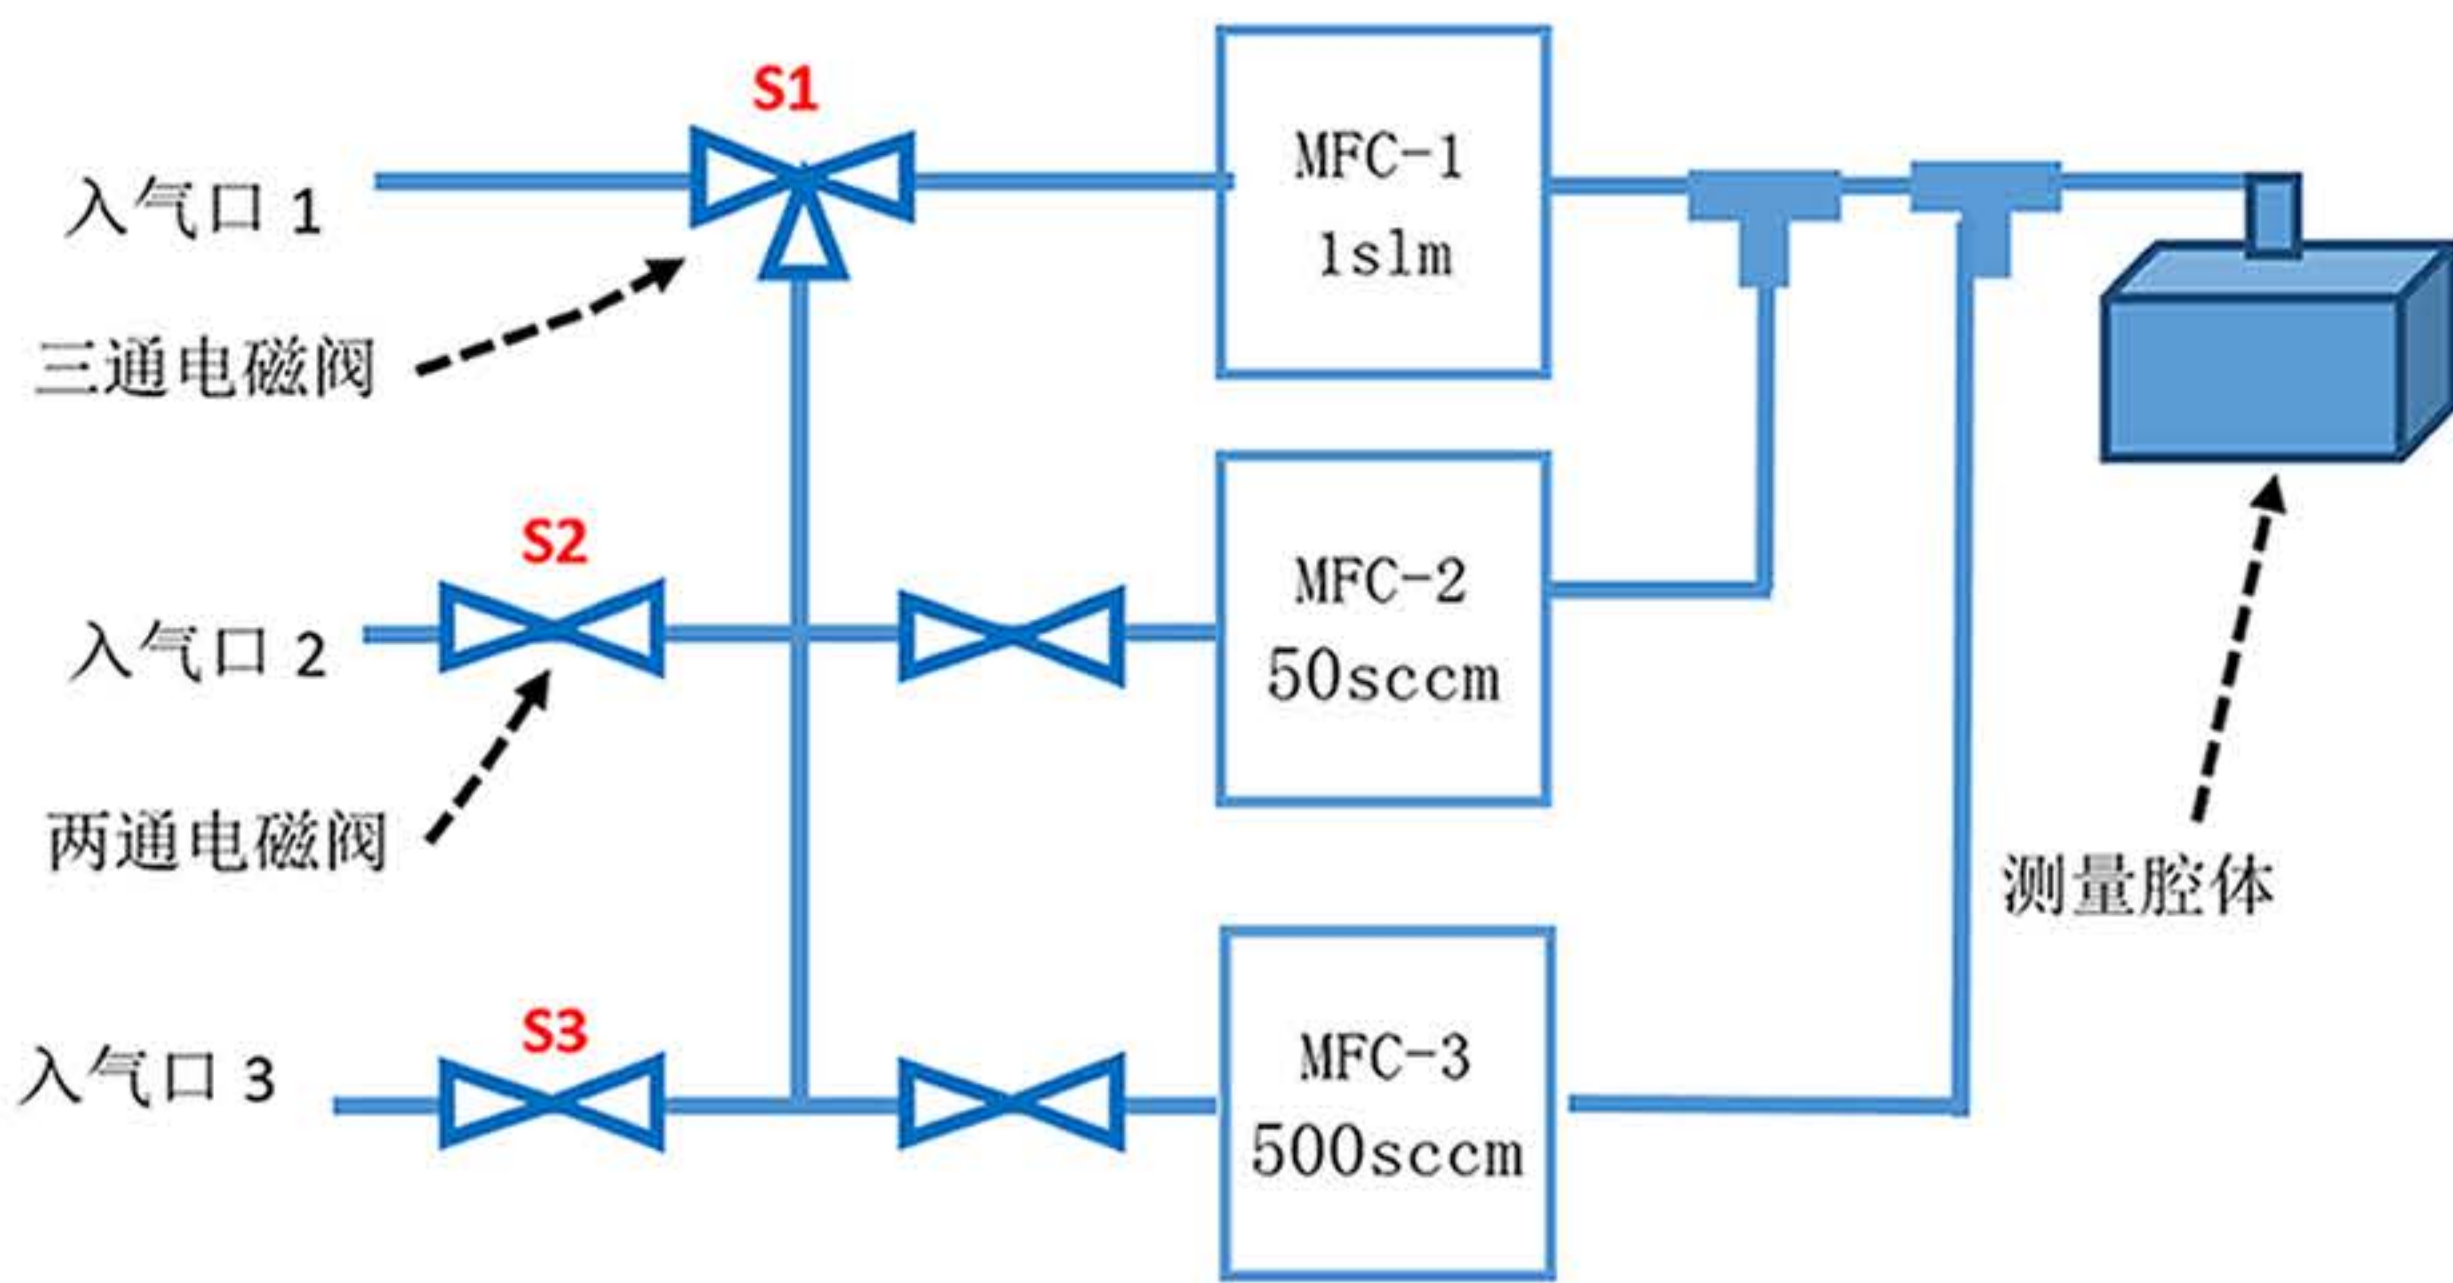 S1
入气口 1
MFC-1
1slm
三通电磁阀
S2
入气口 2
MFC-2
50sccm
两通电磁阀
测量腔体
S3
入气口 3
MFC-3
500sccm